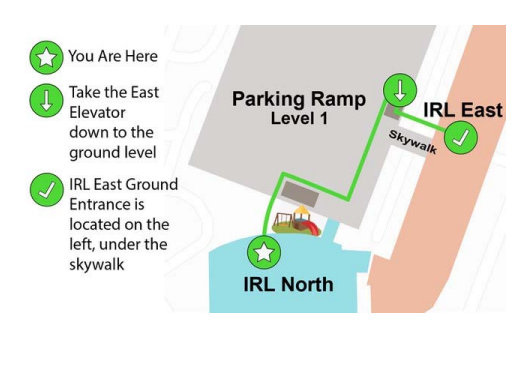 You Are Here
Take the East
Elevator
down to the
ground level
IRL East Ground
Entrance is
located on the
left, under the
skywalk
Parking Ramp
Level 1
IRL East
Skywalk
IRL North